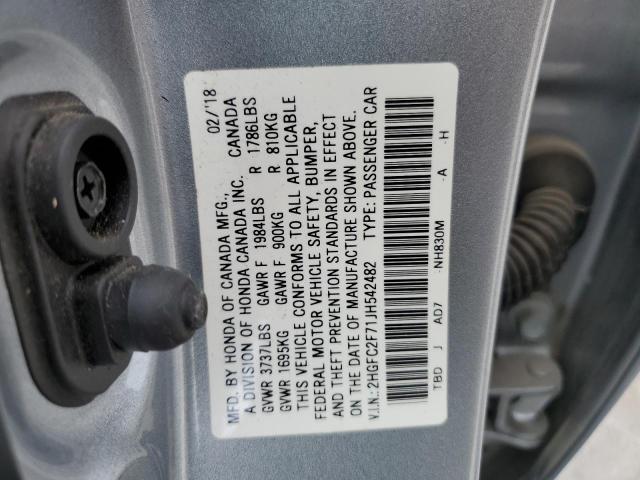 MFD. BY HONDA OF CANADA MFG., 02/'18
A DIVISION OF HONDA CANADA INC. CANADA
GVWR 3737LBS GAWR F 1984LBS R 1786LBS
GVWR 1695KG GAWR F 900KG R 810KG
THIS VEHICLE CONFORMS TO ALL APPLICABLE
FEDERAL MOTOR VEHICLE SAFETY, BUMPER,
AND THEFT PREVENTION STANDARDS IN EFFECT
ON THE DATE OF MANUFACTURE SHOWN ABOVE.
V.I.N.: 2HGFC2F71JH542482 TYPE: PASSENGER CAR
TBD J AD7 NH830M -A -H